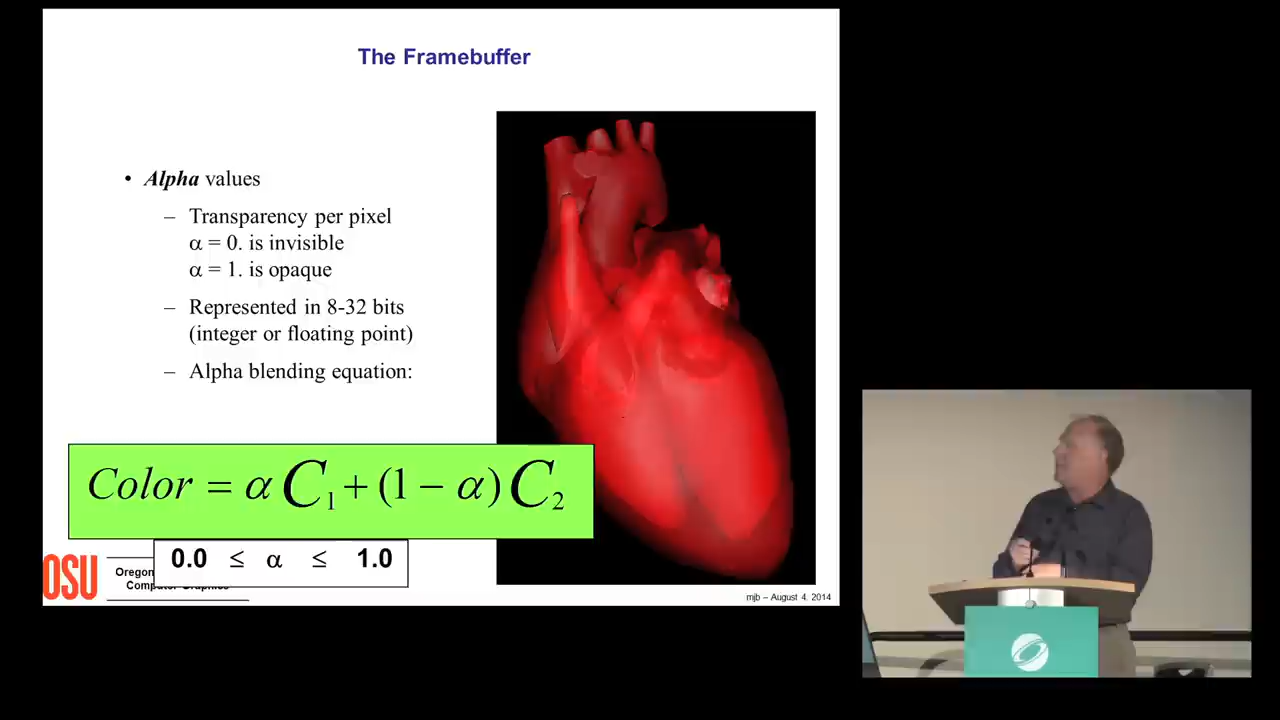 The Framebuffer
• Alpha values
– Transparency per pixel
α = 0. is invisible
α = 1. is opaque
– Represented in 8-32 bits
(integer or floating point)
– Alpha blending equation:
Color = α C₁ + (1 − α) C₂
0.0 ≤ α ≤ 1.0
OSU
Oregon
Computer Graphics
mjb – August 4, 2014